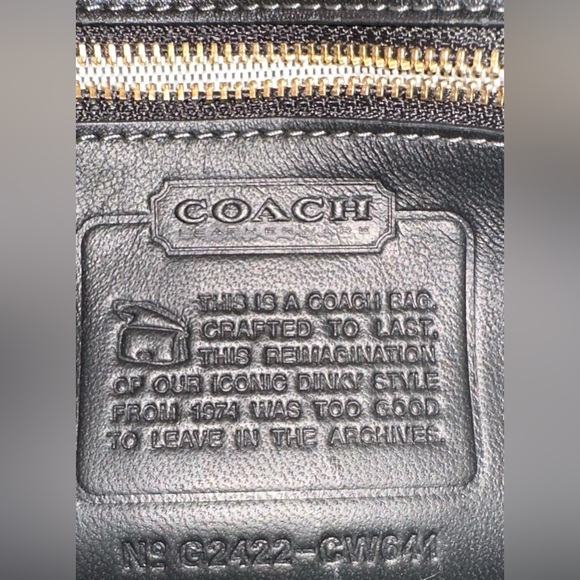 COACH
LEATHERWARE
THIS IS A COACH BAG.
CRAFTED TO LAST,
THIS REIMAGINATION
OF OUR ICONIC DINKY STYLE
FROM 1974 WAS TOO GOOD
TO LEAVE IN THE ARCHIVES.
Nº G2422-CW641